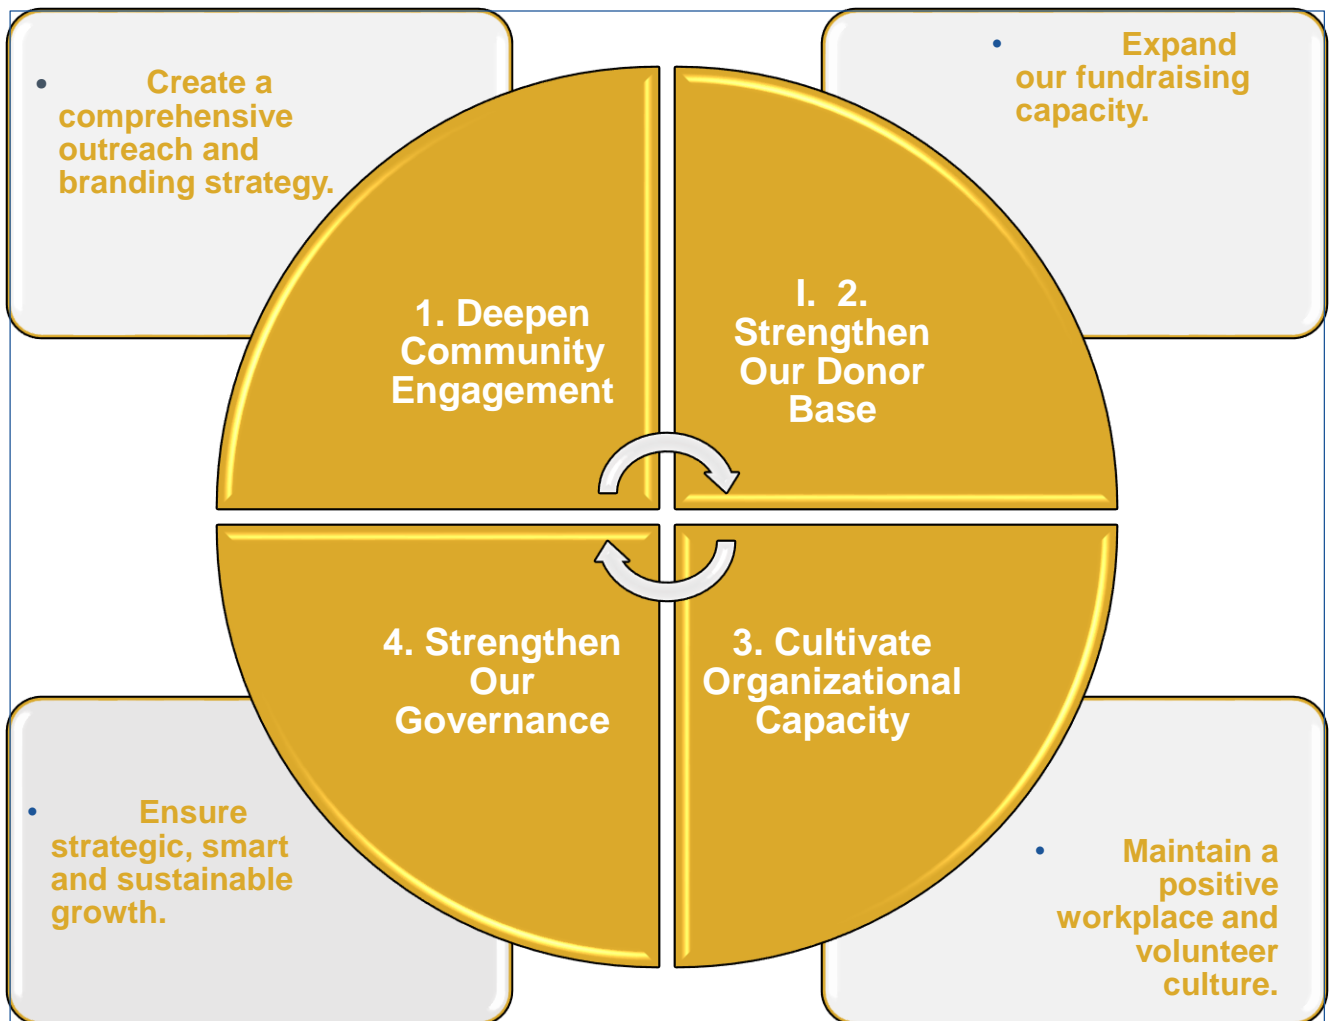 • Create a
comprehensive
outreach and
branding strategy.
• Expand
our fundraising
capacity.
1. Deepen
Community
Engagement
I. 2.
Strengthen
Our Donor
Base
4. Strengthen
Our
Governance
3. Cultivate
Organizational
Capacity
• Ensure
strategic, smart
and sustainable
growth.
• Maintain a
positive
workplace and
volunteer
culture.